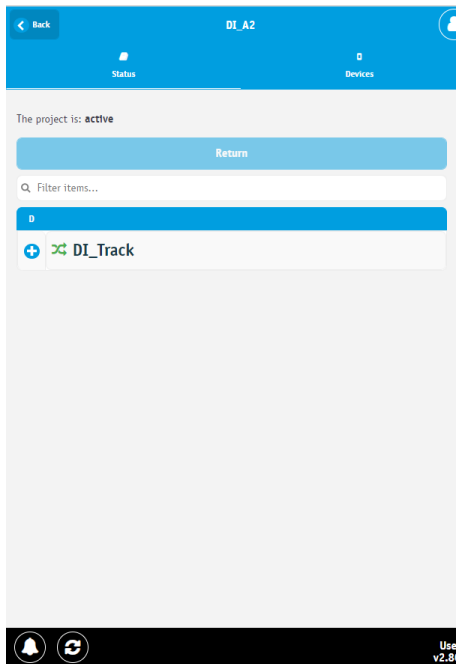 Back
DI_A2
Status
Devices
The project is: active
Return
Filter items...
D
DI_Track